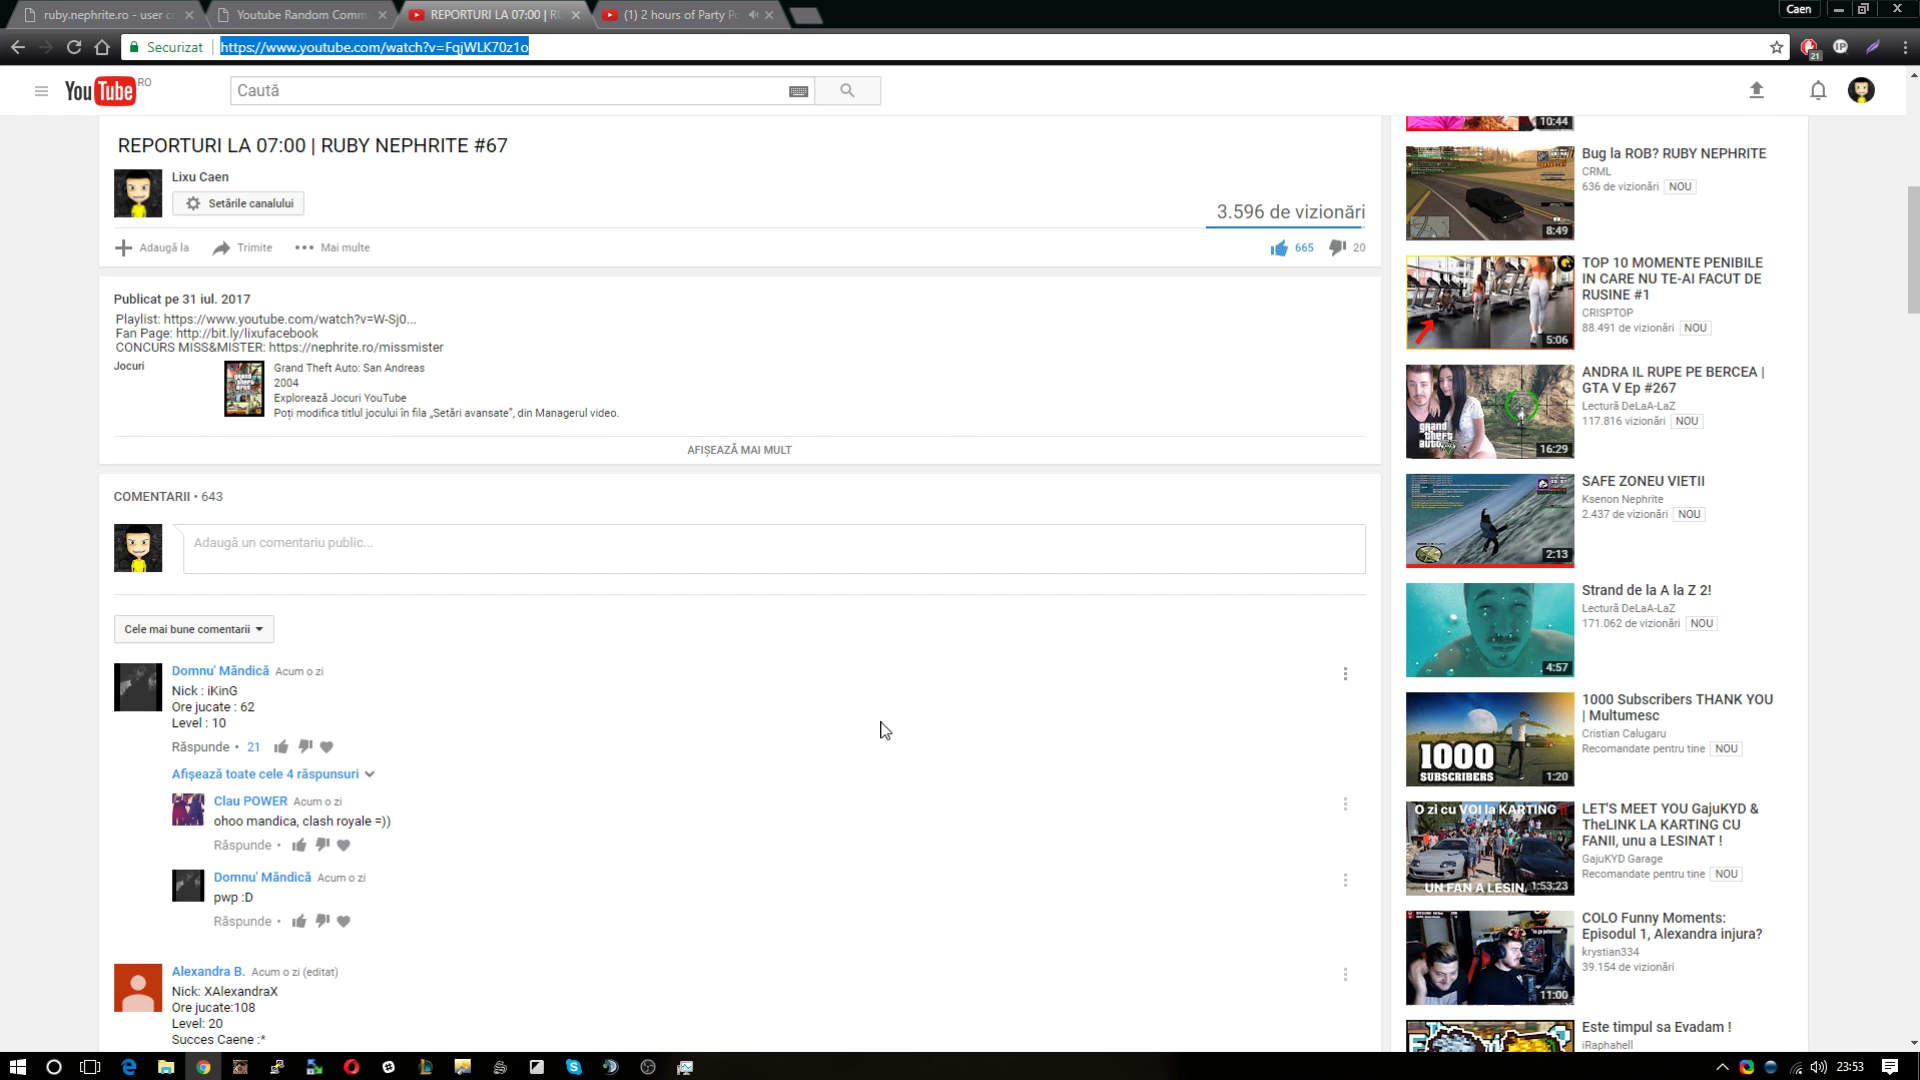 ruby.nephrite.ro - user c
Youtube Random Comm
REPORTURI LA 07:00 | RU
(1) 2 hours of Party P
Caen
Securizat
https://www.youtube.com/watch?v=FqjWLK70z1o
21
IP
YouTube RO
Caută
REPORTURI LA 07:00 | RUBY NEPHRITE #67
Lixu Caen
Setările canalului
3.596 de vizionări
Adaugă la
Trimite
Mai multe
665
20
Publicat pe 31 iul. 2017
Playlist: https://www.youtube.com/watch?v=W-Sj0...
Fan Page: http://bit.ly/lixufacebook
CONCURS MISS&MISTER: https://nephrite.ro/missmister
Jocuri
Grand Theft Auto: San Andreas
2004
Explorează Jocuri YouTube
Poți modifica titlul jocului în fila „Setări avansate”, din Managerul video.
AFIȘEAZĂ MAI MULT
COMENTARII • 643
Adaugă un comentariu public...
Cele mai bune comentarii
Domnu' Măndică Acum o zi
Nick : iKinG
Ore jucate : 62
Level : 10
Răspunde • 21
Afișează toate cele 4 răspunsuri
Clau POWER Acum o zi
ohoo mandica, clash royale =))
Răspunde •
Domnu' Măndică Acum o zi
pwp :D
Răspunde •
Alexandra B. Acum o zi (editat)
Nick: XAlexandraX
Ore jucate:108
Level: 20
Succes Caene :*
10:44
Bug la ROB? RUBY NEPHRITE
CRML
636 de vizionări NOU
8:49
TOP 10 MOMENTE PENIBILE
IN CARE NU TE-AI FACUT DE
RUSINE #1
CRISPTOP
88.491 de vizionări NOU
5:06
ANDRA IL RUPE PE BERCEA |
GTA V Ep #267
Lectură DeLaA-LaZ
117.816 vizionări NOU
grand
theft
auto
16:29
SAFE ZONEU VIETII
Ksenon Nephrite
2.437 de vizionări NOU
2:13
Strand de la A la Z 2!
Lectură DeLaA-LaZ
171.062 de vizionări NOU
4:57
1000 Subscribers THANK YOU
| Multumesc
Cristian Calugaru
Recomandate pentru tine NOU
1000
SUBSCRIBERS
1:20
O zi cu VOI la KARTING !!
LET'S MEET YOU GajuKYD &
TheLINK LA KARTING CU
FANII, unu a LESINAT !
GajuKYD Garage
Recomandate pentru tine NOU
UN FAN A LESIN
1:53:23
COLO Funny Moments:
Episodul 1, Alexandra injura?
krystian334
39.154 de vizionări
11:00
Este timpul sa Evadam !
iRaphahell
23:53